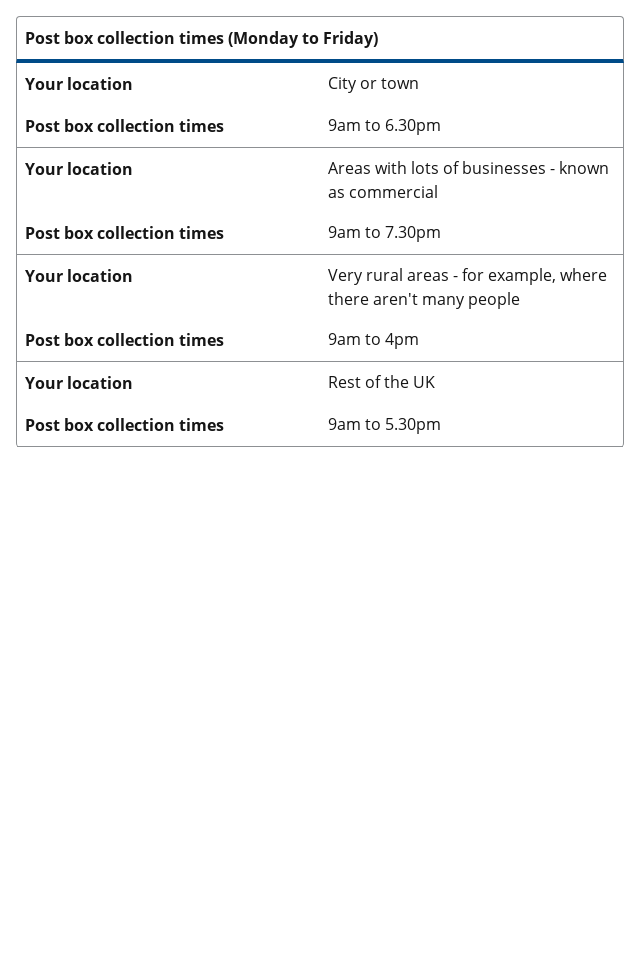 Post box collection times (Monday to Friday)
Your location City or town
Post box collection times 9am to 6.30pm
Your location Areas with lots of businesses - known
as commercial
Post box collection times 9am to 7.30pm
Your location Very rural areas - for example, where
there aren't many people
Post box collection times 9am to 4pm
Your location Rest of the UK
Post box collection times 9am to 5.30pm